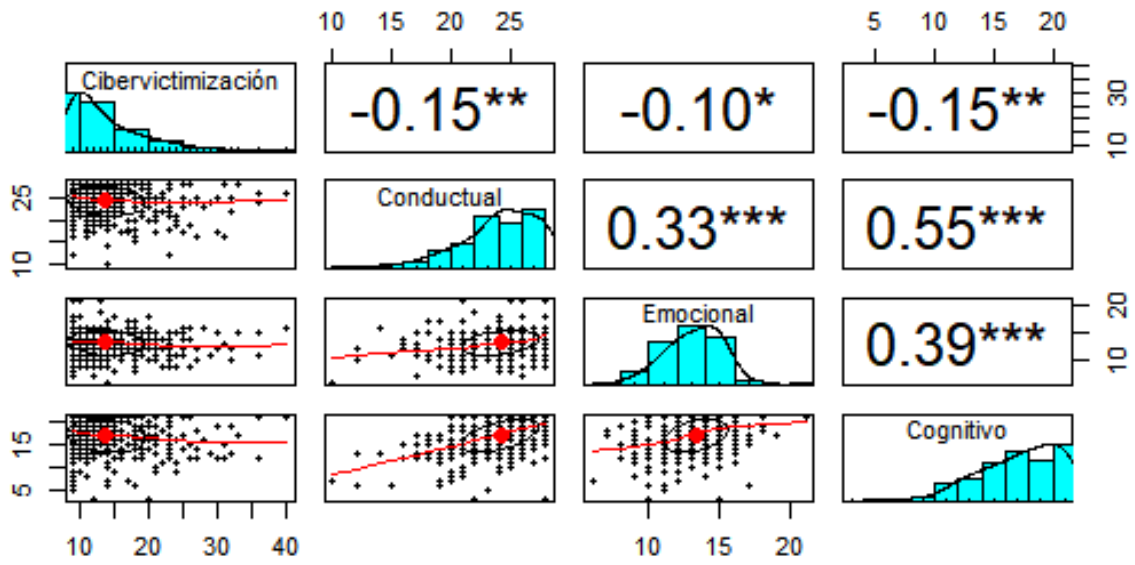 10 15 20 25
5 10 15 20
Cibervictimización
-0.15**
-0.10*
-0.15**
10 30
10 25
Conductual
0.33***
0.55***
Emocional
0.39***
10 20
5 15
Cognitivo
10 20 30 40
10 15 20